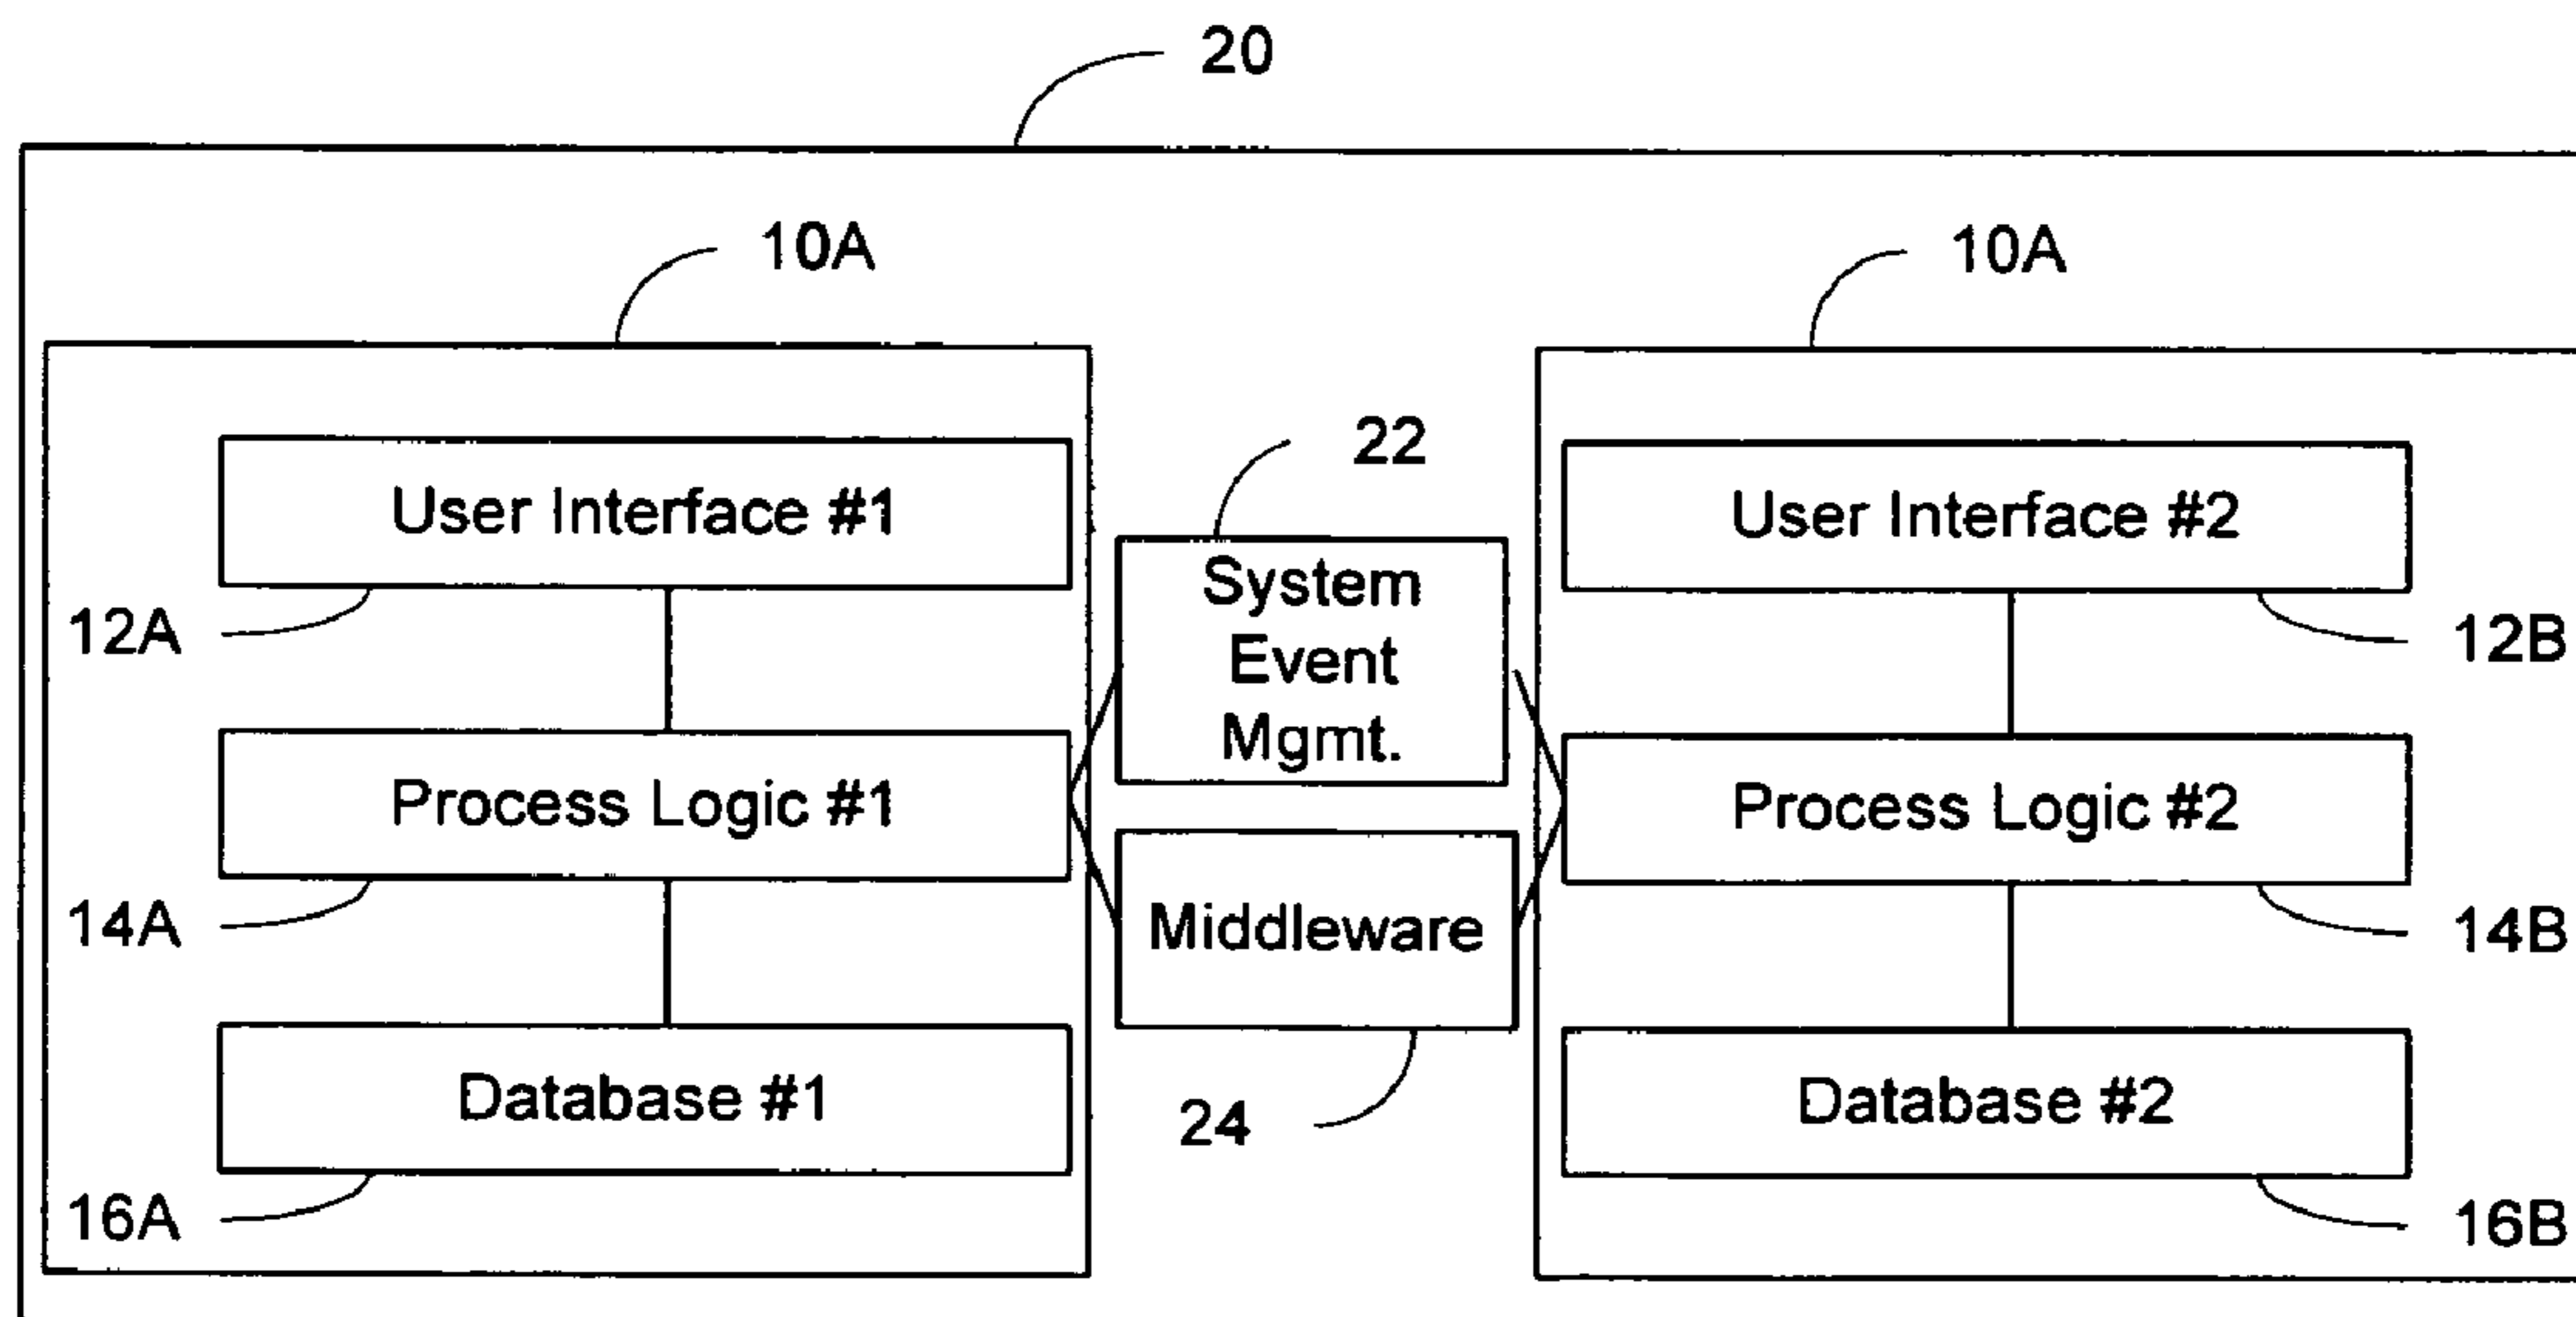 20
10A
10A
22
User Interface #1
User Interface #2
System
Event
Mgmt.
12A
12B
Process Logic #1
Process Logic #2
14A
Middleware
14B
Database #1
Database #2
24
16A
16B